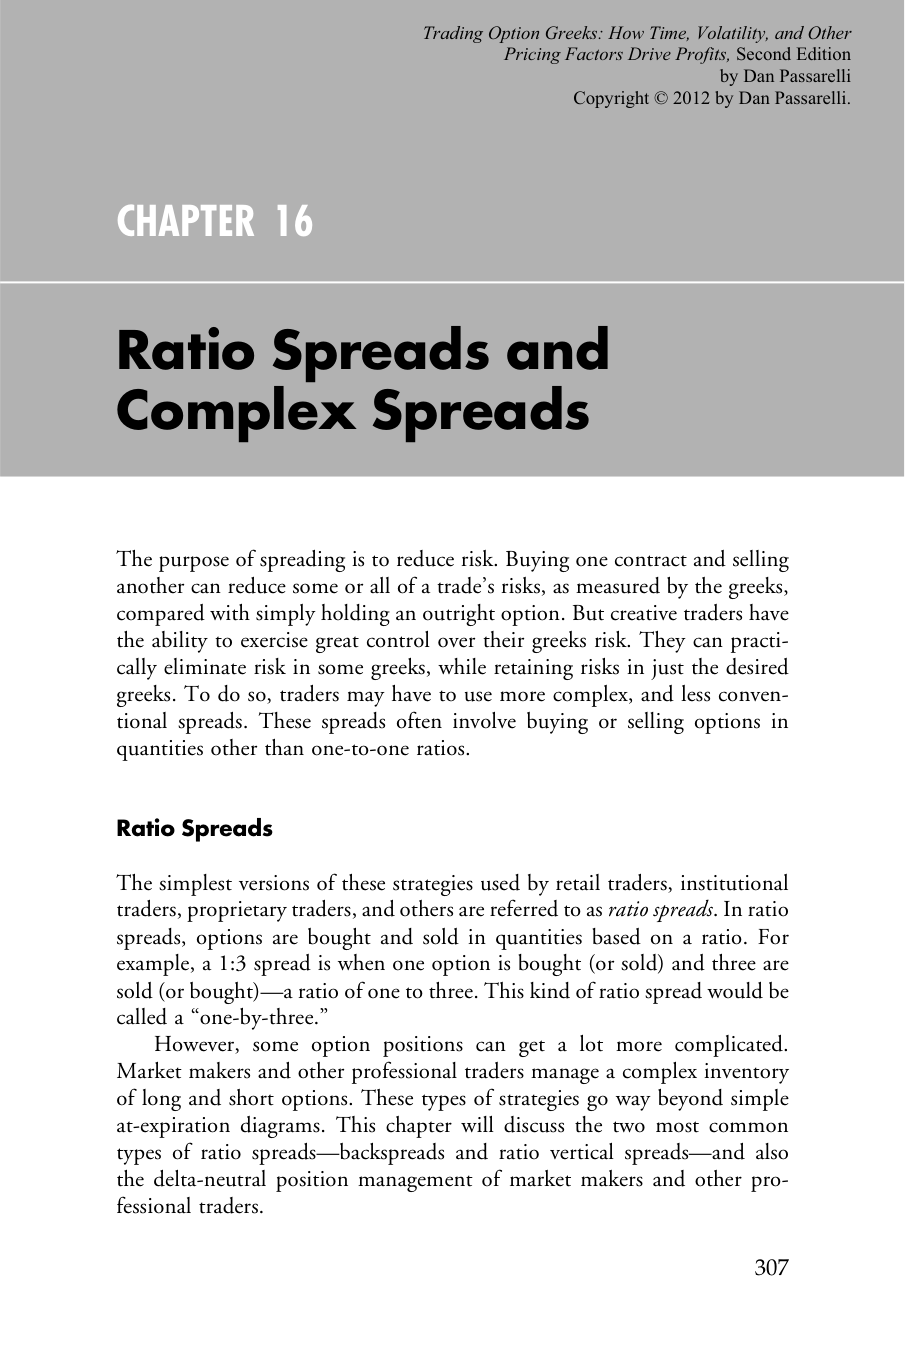 Trading Option Greeks: How Time, Volatility, and Other
Pricing Factors Drive Profits, Second Edition
by Dan Passarelli
Copyright © 2012 by Dan Passarelli.
CHAPTER 16
Ratio Spreads and
Complex Spreads
The purpose of spreading is to reduce risk. Buying one contract and selling
another can reduce some or all of a trade’s risks, as measured by the greeks,
compared with simply holding an outright option. But creative traders have
the ability to exercise great control over their greeks risk. They can practi-
cally eliminate risk in some greeks, while retaining risks in just the desired
greeks. To do so, traders may have to use more complex, and less conven-
tional spreads. These spreads often involve buying or selling options in
quantities other than one-to-one ratios.
Ratio Spreads
The simplest versions of these strategies used by retail traders, institutional
traders, proprietary traders, and others are referred to as ratio spreads. In ratio
spreads, options are bought and sold in quantities based on a ratio. For
example, a 1:3 spread is when one option is bought (or sold) and three are
sold (or bought)—a ratio of one to three. This kind of ratio spread would be
called a “one-by-three.”
However, some option positions can get a lot more complicated.
Market makers and other professional traders manage a complex inventory
of long and short options. These types of strategies go way beyond simple
at-expiration diagrams. This chapter will discuss the two most common
types of ratio spreads—backspreads and ratio vertical spreads—and also
the delta-neutral position management of market makers and other pro-
fessional traders.
307